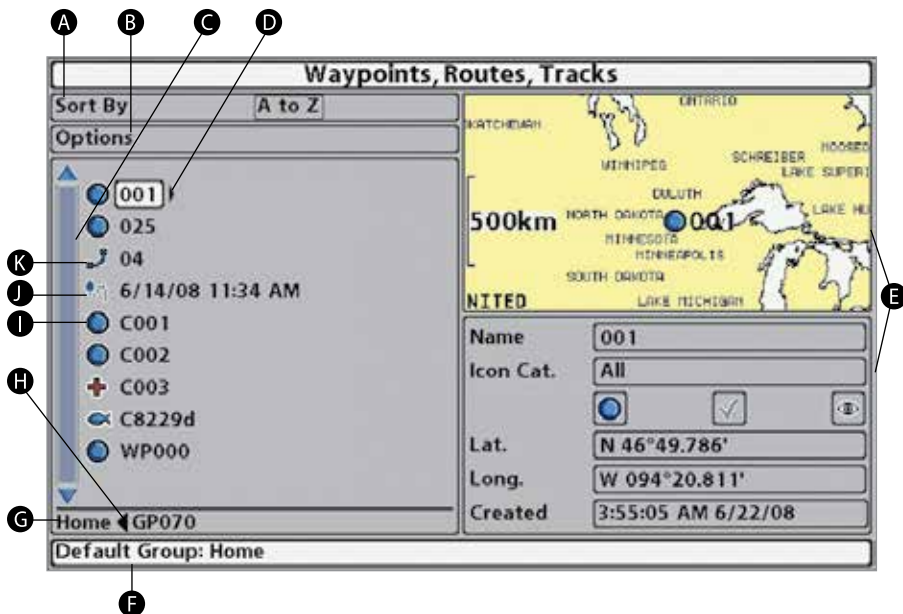 A B C D
Waypoints, Routes, Tracks
Sort By A to Z
Options
001
025
K 04
J 6/14/08 11:34 AM
I C001
C002
C003
C8229d
WP000
H
G Home GP070
Default Group: Home
F
ONTARIO
KATCHEWAN
WINNIPEG
SCHREIBER
MOOSEO
LAKE SUPERI
DULUTH
500km
NORTH DAKOTA
001
LAKE HU
MINNESOTA
MINNEAPOLIS
SOUTH DAKOTA
NITED
LAKE MICHIGAN
E
Name 001
Icon Cat. All
Lat. N 46°49.786'
Long. W 094°20.811'
Created 3:55:05 AM 6/22/08